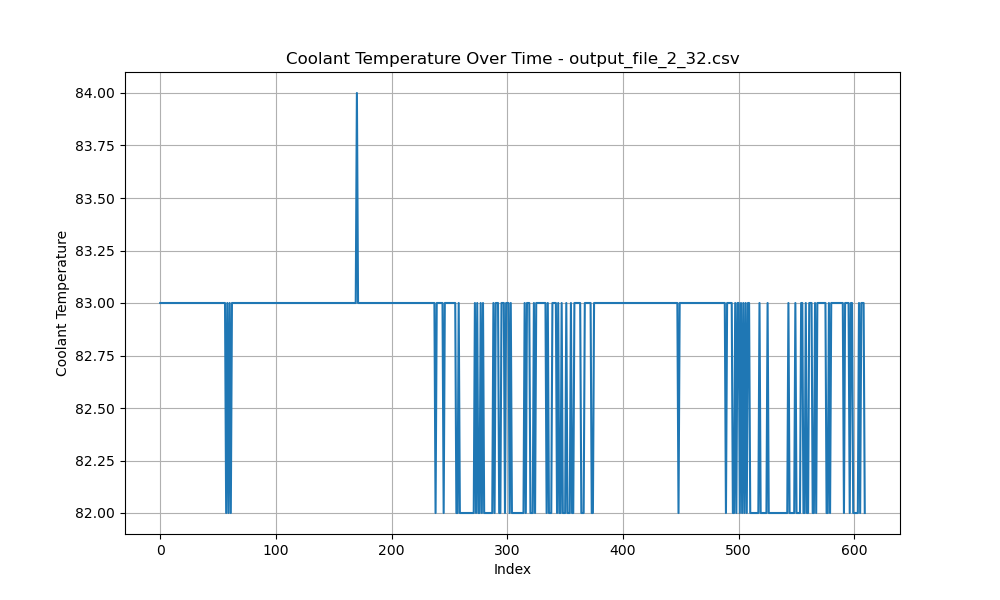 Coolant Temperature Over Time - output_file_2_32.csv
84.00
83.75
83.50
83.25
83.00
82.75
82.50
82.25
82.00
Coolant Temperature
0 100 200 300 400 500 600
Index